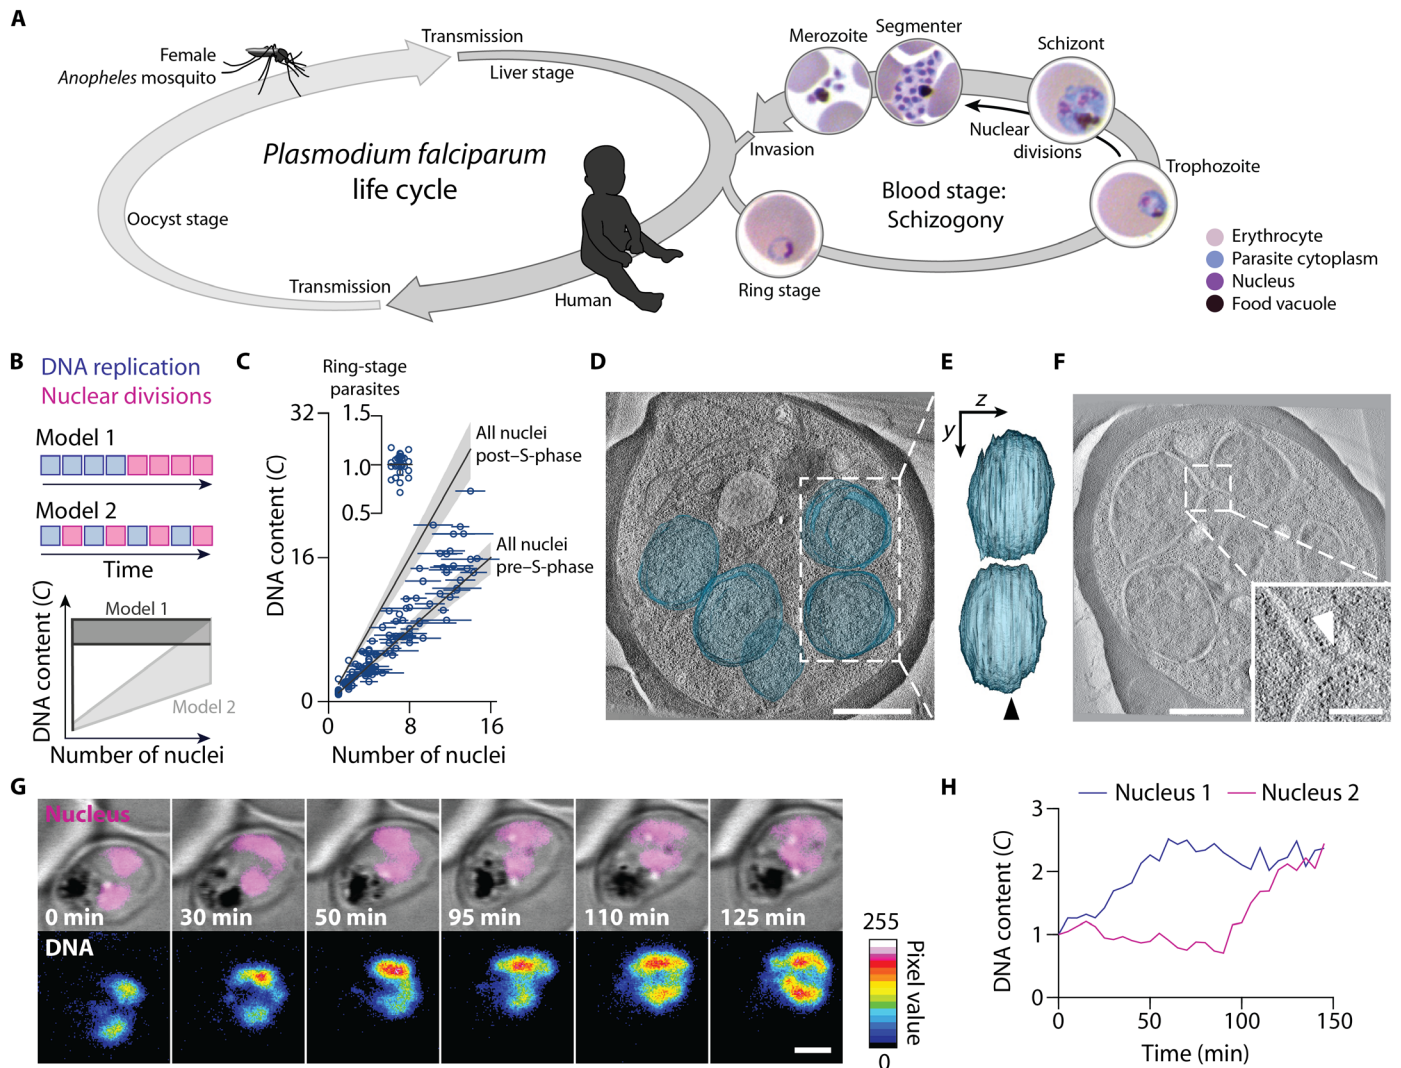 A
Female
Anopheles mosquito
Transmission
Liver stage
Plasmodium falciparum
life cycle
Oocyst stage
Transmission
Human
Merozoite
Segmenter
Schizont
Nuclear
divisions
Invasion
Trophozoite
Blood stage:
Schizogony
Ring stage
Erythrocyte
Parasite cytoplasm
Nucleus
Food vacuole
B
DNA replication
Nuclear divisions
Model 1
Model 2
Time
DNA content (C)
Model 1
Model 2
Number of nuclei
C
Ring-stage
parasites
1.5
1.0
0.5
32
16
0
DNA content (C)
All nuclei
post–S-phase
All nuclei
pre–S-phase
0
8
16
Number of nuclei
D
E
z
y
F
G
Nucleus
0 min
30 min
50 min
95 min
110 min
125 min
DNA
255
Pixel value
0
H
Nucleus 1
Nucleus 2
3
2
1
0
DNA content (C)
0
50
100
150
Time (min)